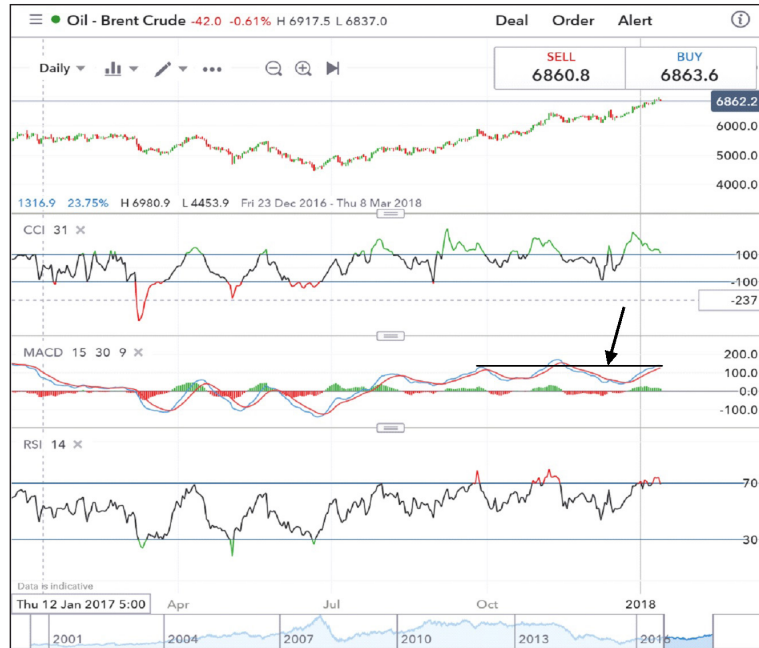 Oil - Brent Crude -42.0 -0.61% H 6917.5 L 6837.0 Deal Order Alert
Daily
SELL BUY
6860.8 6863.6
6862.2
6000.0
5000.0
4000.0
1316.9 23.75% H 6980.9 L 4453.9 Fri 23 Dec 2016 - Thu 8 Mar 2018
CCI 31
100
-100
-237
MACD 15 30 9
200.0
100.0
0.0
-100.0
RSI 14
70
30
Data is indicative
Thu 12 Jan 2017 5:00 Apr Jul Oct 2018
2001 2004 2007 2010 2013 2016